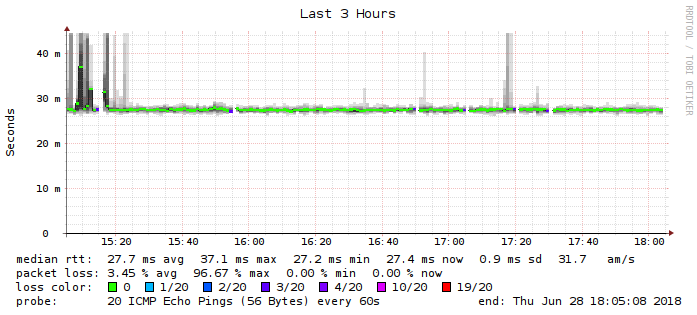 Last 3 Hours
RRDTOOL / TOBI OETIKER
Seconds
40 m
30 m
20 m
10 m
0
15:20 15:40 16:00 16:20 16:40 17:00 17:20 17:40 18:00
median rtt: 27.7 ms avg 37.1 ms max 27.2 ms min 27.4 ms now 0.9 ms sd 31.7 am/s
packet loss: 3.45 % avg 96.67 % max 0.00 % min 0.00 % now
loss color: 0 1/20 2/20 3/20 4/20 10/20 19/20
probe: 20 ICMP Echo Pings (56 Bytes) every 60s end: Thu Jun 28 18:05:08 2018